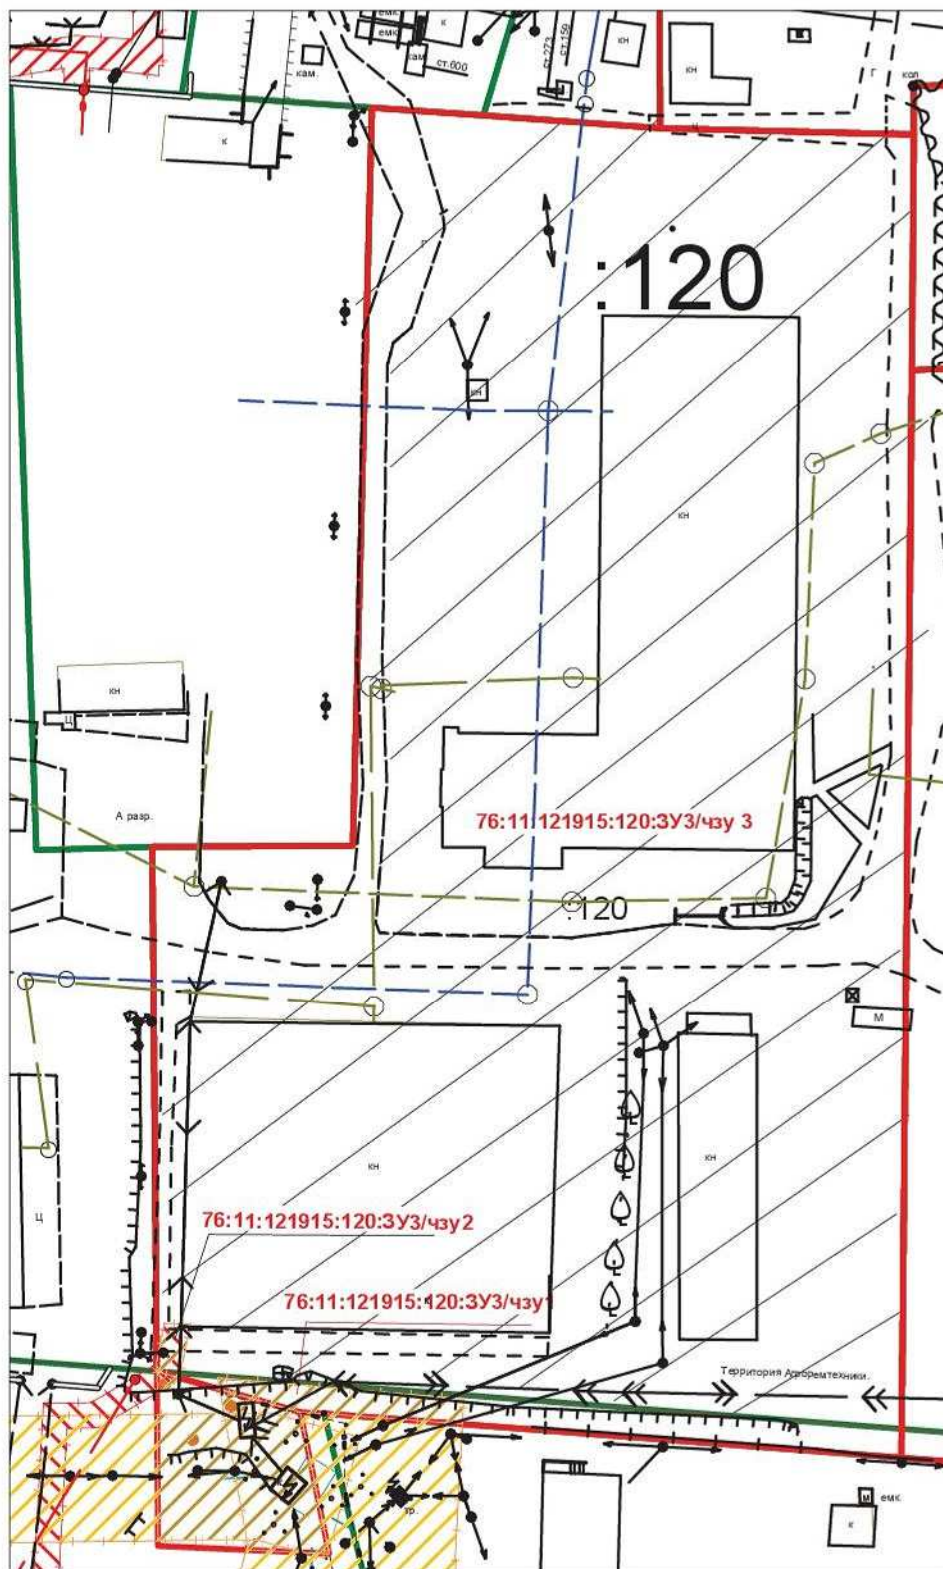 емк.
емк
к
кам
ст.600
кам.
ст.273
ст.159
кн
кн
Г
кол
к
Г
:120
кн
кн
кн
Ц
А разр.
76:11:121915:120:ЗУ3/чзу 3
:120
М
кн
кн
Ц
76:11:121915:120:ЗУ3/чзу2
76:11:121915:120:ЗУ3/чзу1
Территория Агроремтехники.
тр.
м
емк
к